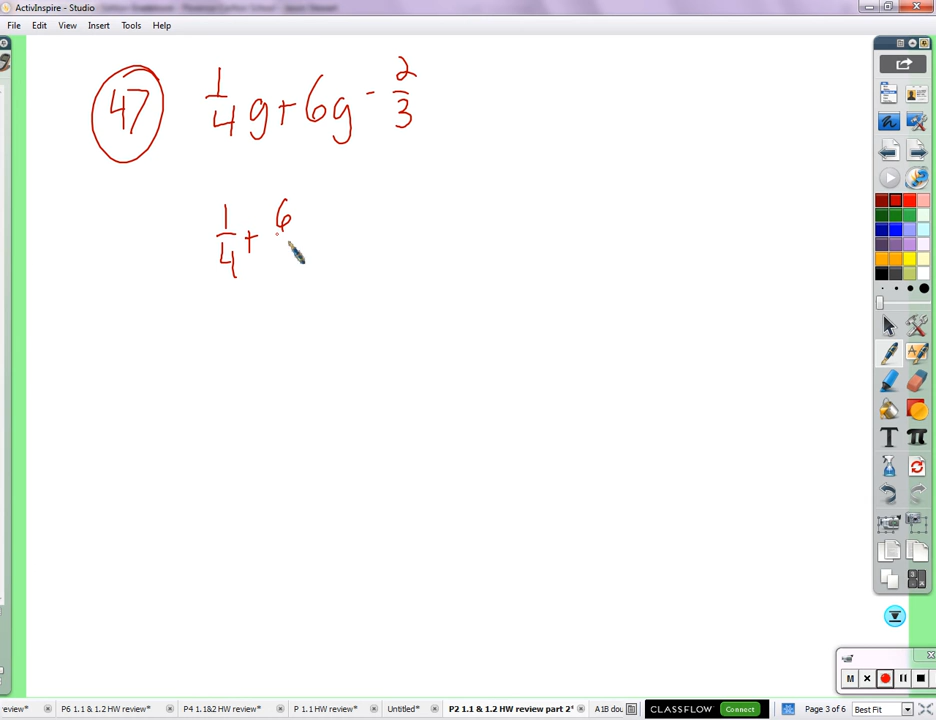 ActivInspire - Studio
File Edit View Insert Tools Help
47 1/4 g + 6g - 2/3
1/4 + 6
M
review* P6 1.1 & 1.2 HW review* P4 1.1&2 HW review* P 1.1 HW review* Untitled* P2 1.1 & 1.2 HW review part 2* A1B dou CLASSFLOW Connect Page 3 of 6 Best Fit